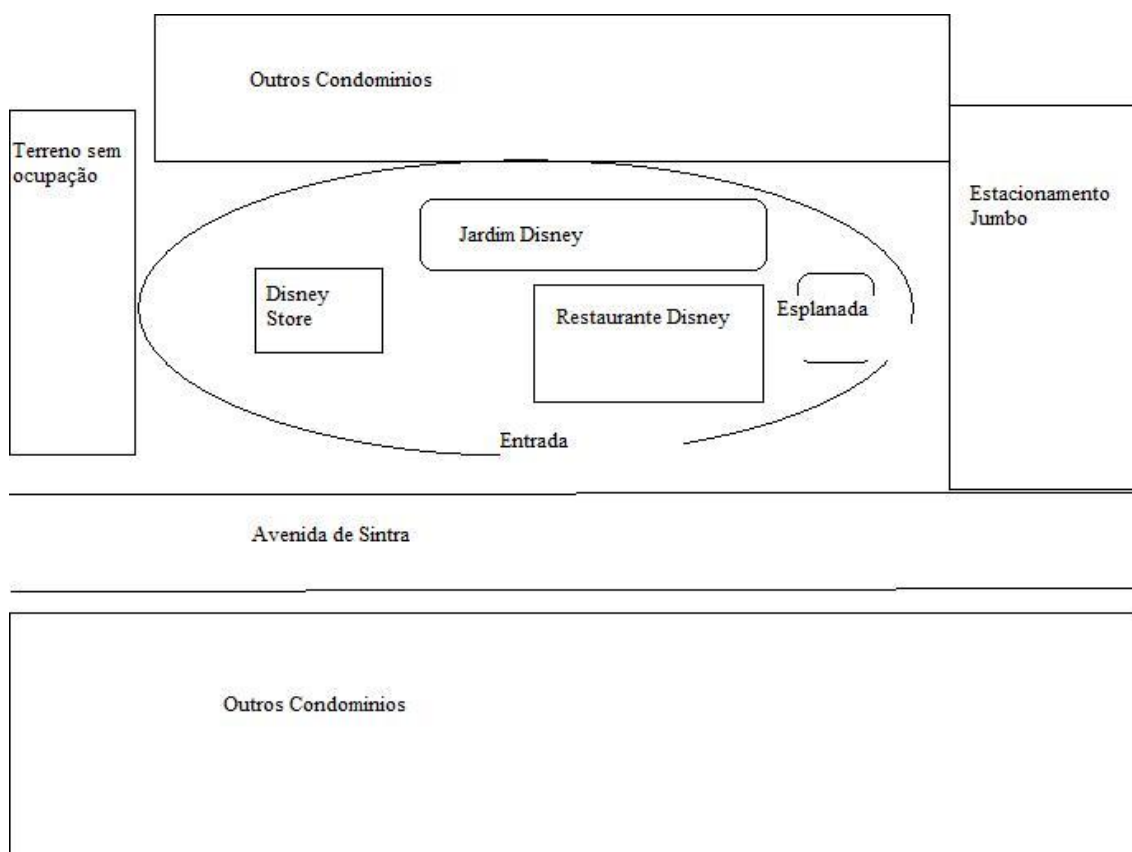 Outros Condominios
Terreno sem
ocupação
Estacionamento
Jumbo
Jardim Disney
Disney
Store
Restaurante Disney
Esplanada
Entrada
Avenida de Sintra
Outros Condominios